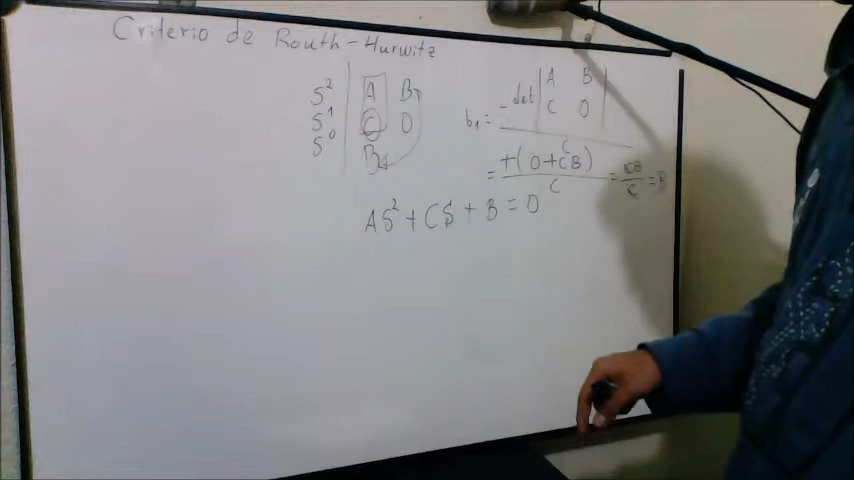 Criterio de Routh-Hurwitz
S² | A B
S¹ | C 0
S⁰ | B
b₁ = -det | A B |
| C 0 |
C
= +(0+CB) = CB = B
C C
AS² + CS + B = 0